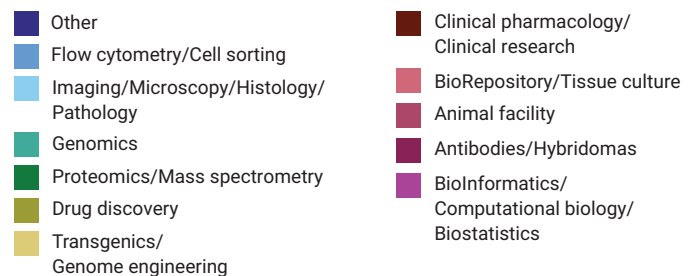 Other
Flow cytometry/Cell sorting
Imaging/Microscopy/Histology/
Pathology
Genomics
Proteomics/Mass spectrometry
Drug discovery
Transgenics/
Genome engineering
Clinical pharmacology/
Clinical research
BioRepository/Tissue culture
Animal facility
Antibodies/Hybridomas
BioInformatics/
Computational biology/
Biostatistics